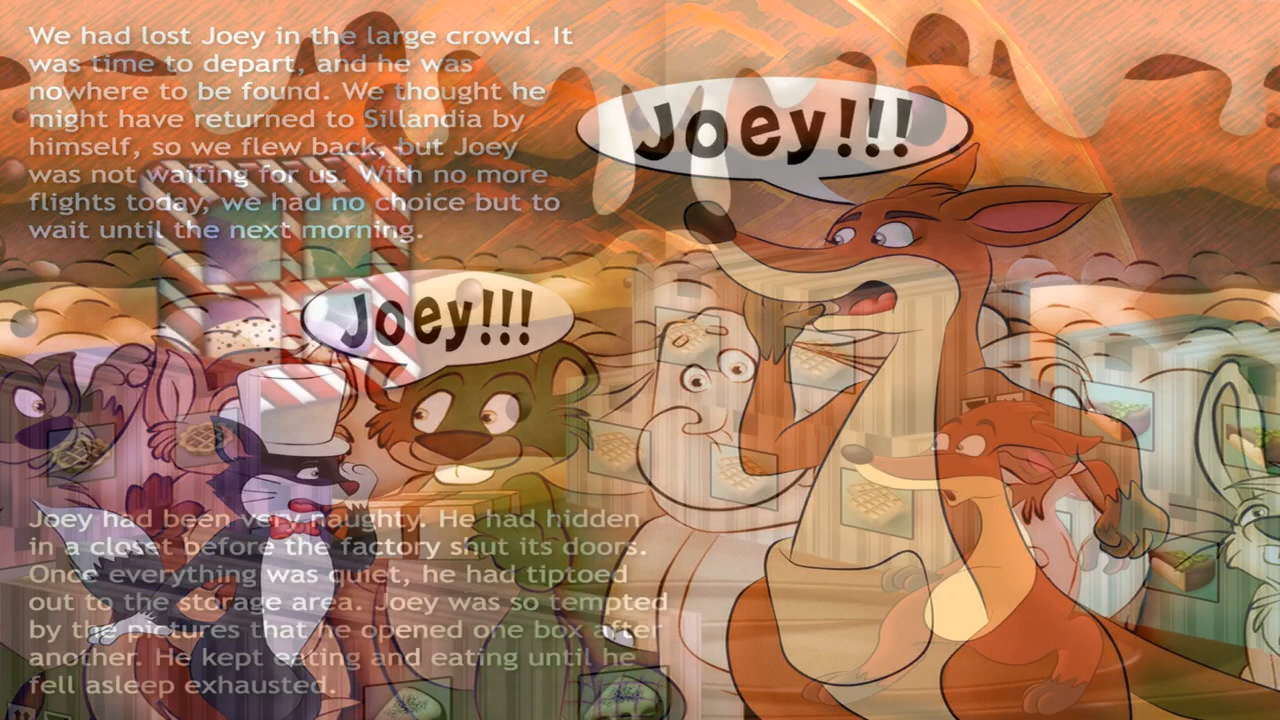 We had lost Joey in the large crowd. It
was time to depart, and he was
nowhere to be found. We thought he
might have returned to Sillandia by
himself, so we flew back, but Joey
was not waiting for us. With no more
flights today, we had no choice but to
wait until the next morning.
Joey!!!
Joey!!!
Joey had been very naughty. He had hidden
in a closet before the factory shut its doors.
Once everything was quiet, he had tiptoed
out to the storage area. Joey was so tempted
by the pictures that he opened one box after
another. He kept eating and eating until he
fell asleep exhausted.